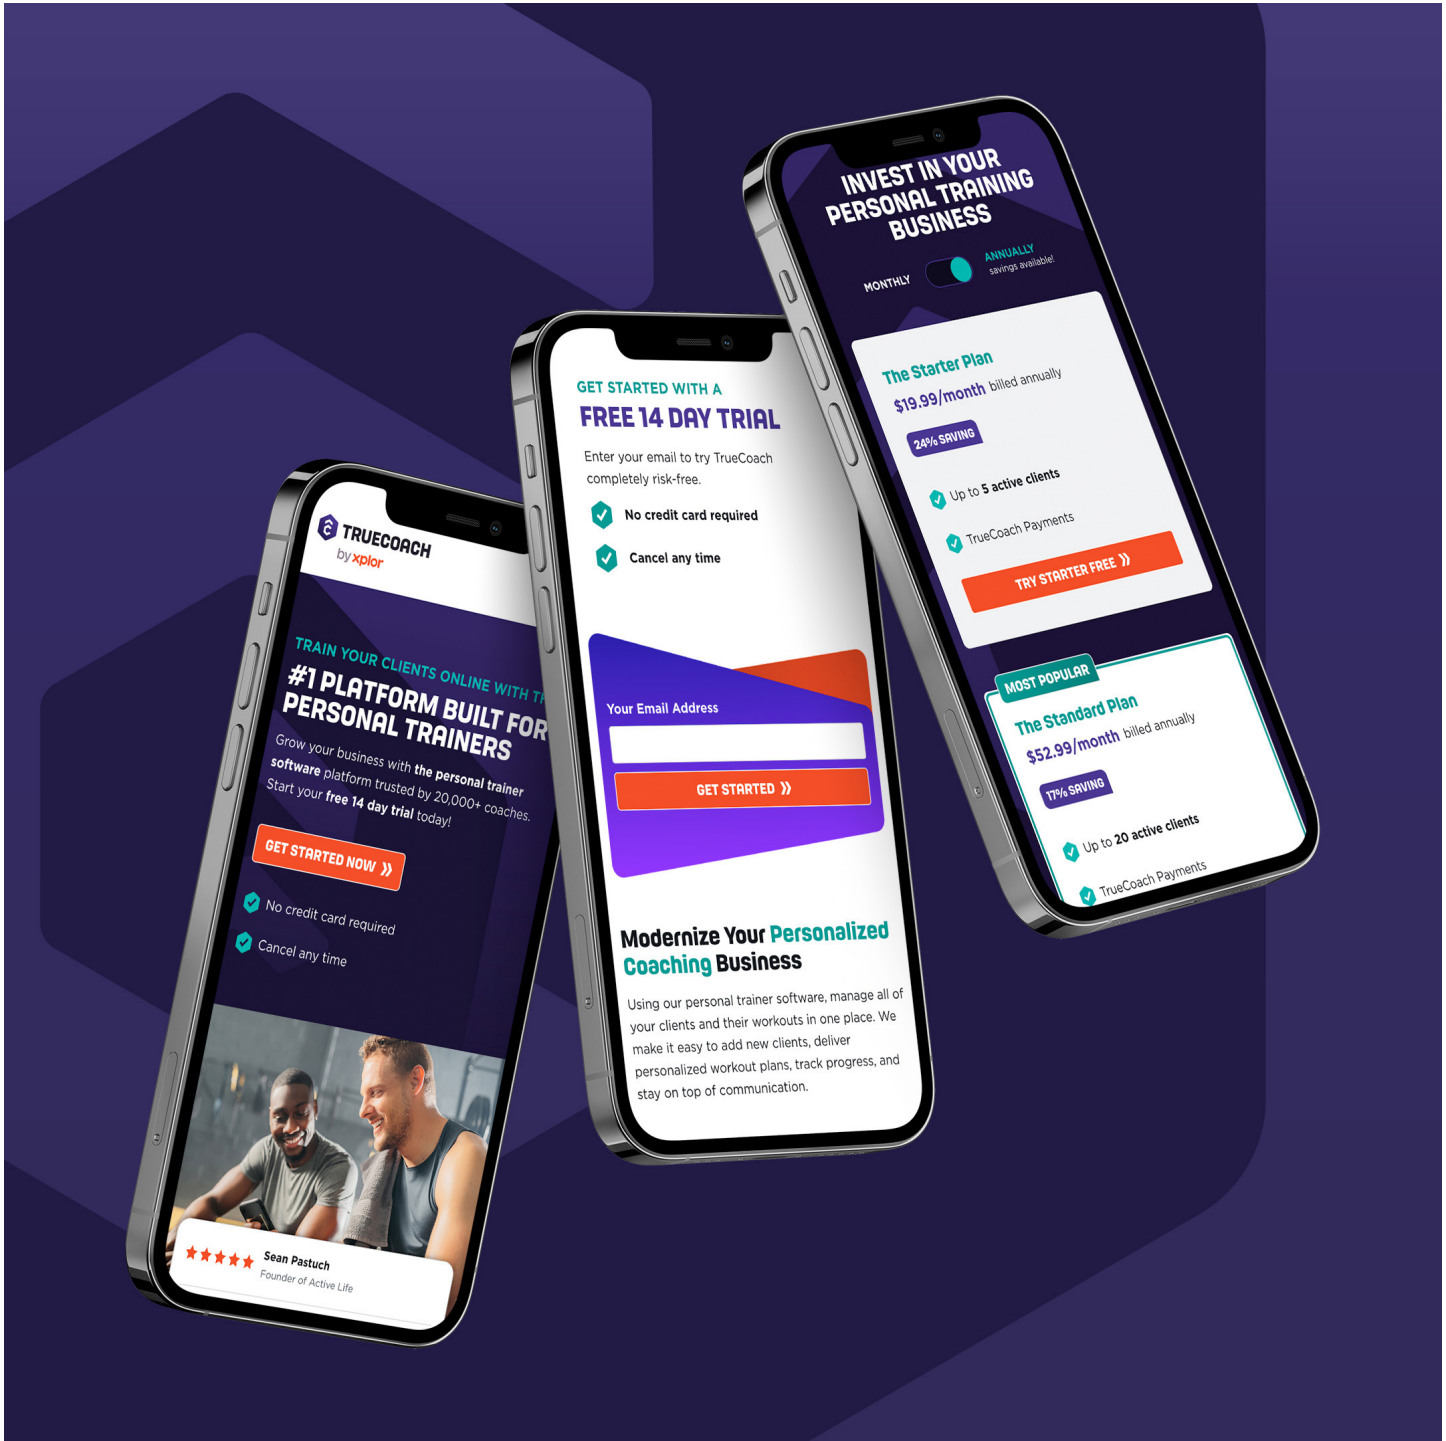 TRUECOACH
by xplor
TRAIN YOUR CLIENTS ONLINE WITH
#1 PLATFORM BUILT FOR
PERSONAL TRAINERS
Grow your business with the personal trainer
software platform trusted by 20,000+ coaches.
Start your free 14 day trial today!
GET STARTED NOW »
No credit card required
Cancel any time
Sean Pastuch
Founder of Active Life
GET STARTED WITH A
FREE 14 DAY TRIAL
Enter your email to try TrueCoach
completely risk-free.
No credit card required
Cancel any time
Your Email Address
GET STARTED »
Modernize Your Personalized
Coaching Business
Using our personal trainer software, manage all of
your clients and their workouts in one place. We
make it easy to add new clients, deliver
personalized workout plans, track progress, and
stay on top of communication.
INVEST IN YOUR
PERSONAL TRAINING
BUSINESS
MONTHLY
ANNUALLY
savings available!
The Starter Plan
$19.99/month billed annually
24% SAVING
Up to 5 active clients
TrueCoach Payments
TRY STARTER FREE »
MOST POPULAR
The Standard Plan
$52.99/month billed annually
17% SAVING
Up to 20 active clients
TrueCoach Payments